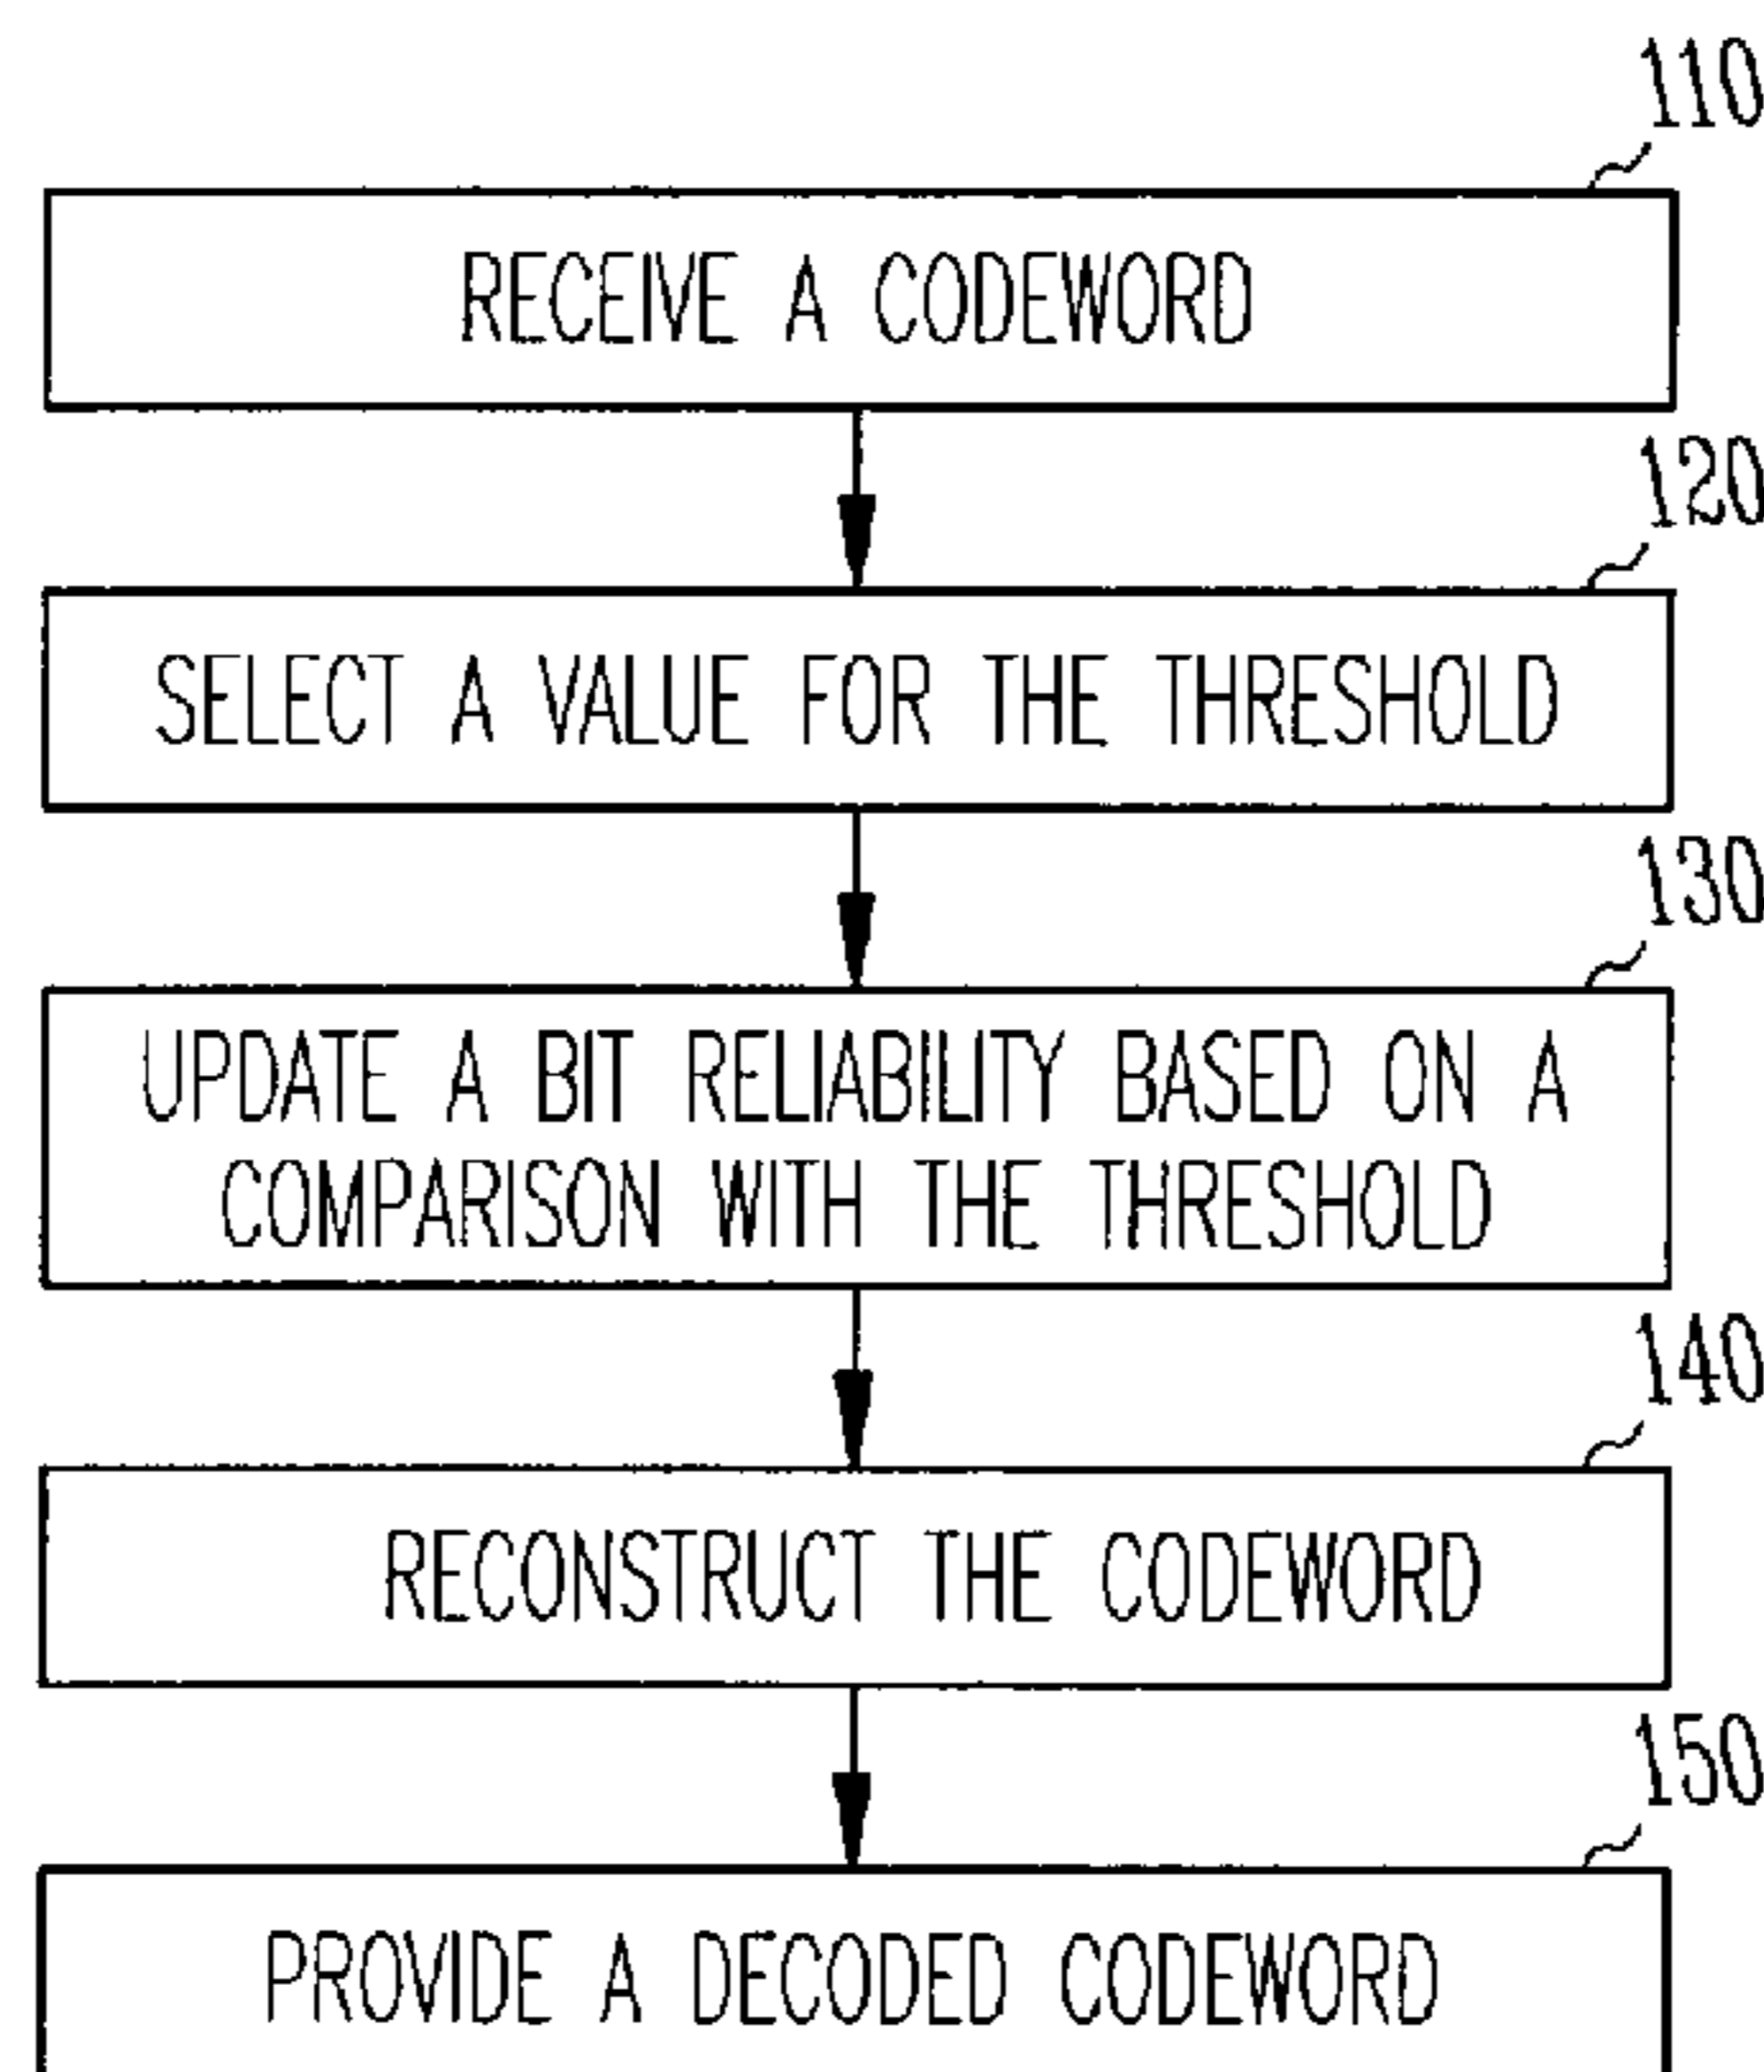 110
RECEIVE A CODEWORD
120
SELECT A VALUE FOR THE THRESHOLD
130
UPDATE A BIT RELIABILITY BASED ON A
COMPARISON WITH THE THRESHOLD
140
RECONSTRUCT THE CODEWORD
150
PROVIDE A DECODED CODEWORD